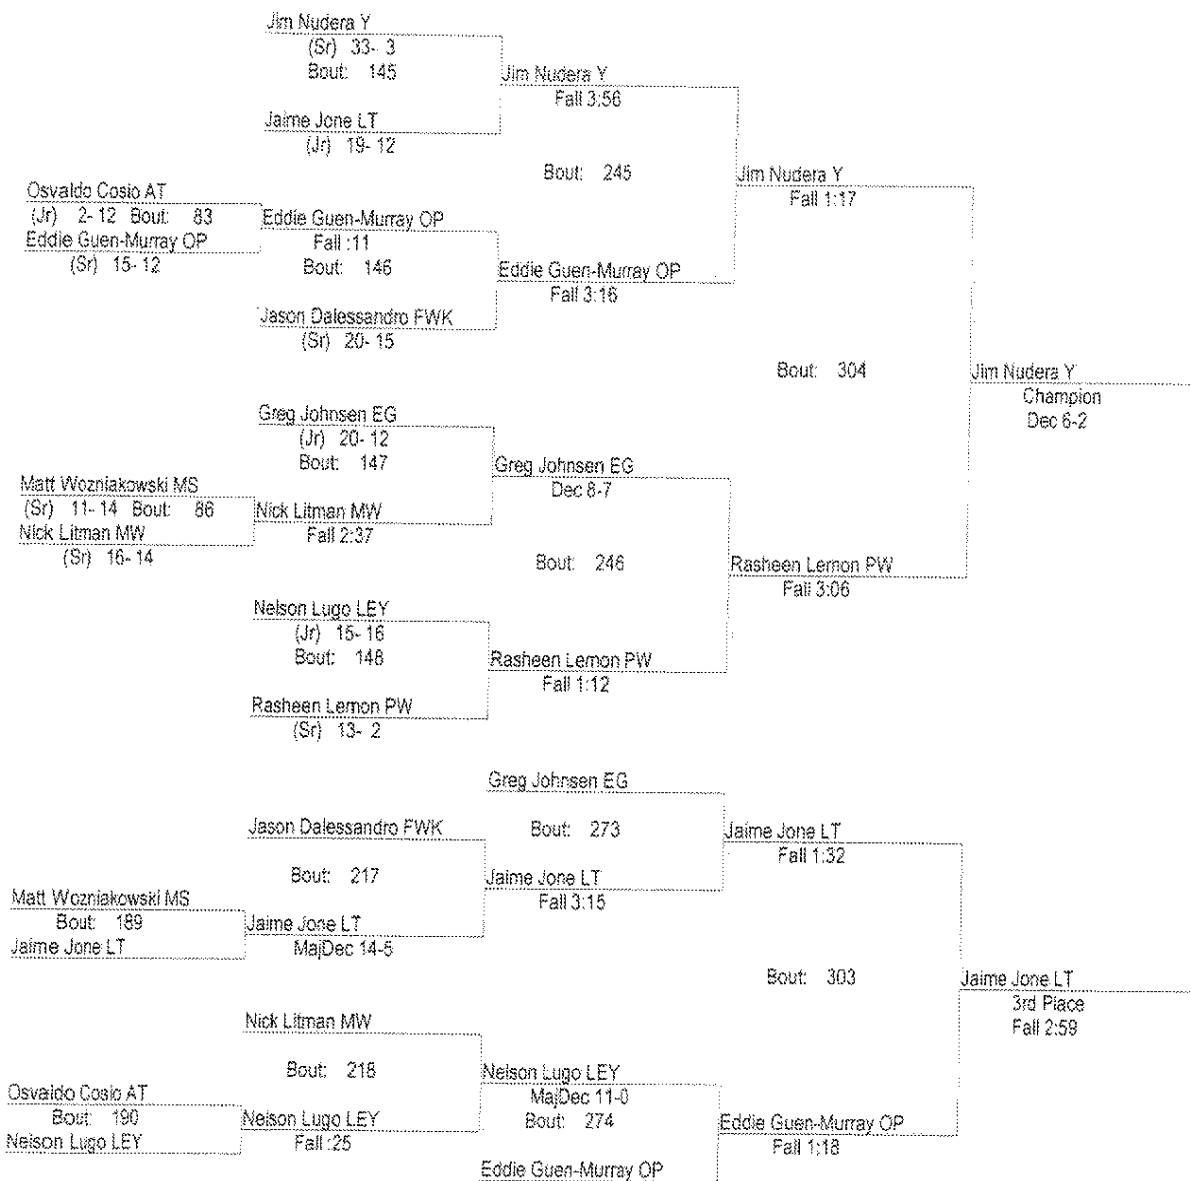 Jim Nudera Y
(Sr) 33- 3
Bout: 145
Jim Nudera Y
Fall 3:56
Jaime Jone LT
(Jr) 19- 12
Bout: 245
Jim Nudera Y
Fall 1:17
Osvaldo Cosio AT
(Jr) 2- 12 Bout: 83
Eddie Guen-Murray OP
(Sr) 15- 12
Eddie Guen-Murray OP
Fall :11
Bout: 146
Eddie Guen-Murray OP
Fall 3:16
Jason Dalessandro FWK
(Sr) 20- 15
Bout: 304
Jim Nudera Y
Champion
Dec 6-2
Greg Johnsen EG
(Jr) 20- 12
Bout: 147
Greg Johnsen EG
Dec 8-7
Matt Wozniakowski MS
(Sr) 11- 14 Bout: 86
Nick Litman MW
(Sr) 16- 14
Nick Litman MW
Fall 2:37
Bout: 246
Rasheen Lemon PW
Fall 3:06
Nelson Lugo LEY
(Jr) 15- 16
Bout: 148
Rasheen Lemon PW
Fall 1:12
Rasheen Lemon PW
(Sr) 13- 2
Greg Johnsen EG
Jason Dalessandro FWK
Bout: 273
Jaime Jone LT
Fall 1:32
Bout: 217
Jaime Jone LT
Fall 3:15
Matt Wozniakowski MS
Bout: 189
Jaime Jone LT
Jaime Jone LT
MajDec 14-5
Bout: 303
Jaime Jone LT
3rd Place
Fall 2:59
Nick Litman MW
Bout: 218
Nelson Lugo LEY
MajDec 11-0
Bout: 274
Osvaldo Cosio AT
Bout: 190
Nelson Lugo LEY
Nelson Lugo LEY
Fall :25
Eddie Guen-Murray OP
Fall 1:18
Eddie Guen-Murray OP